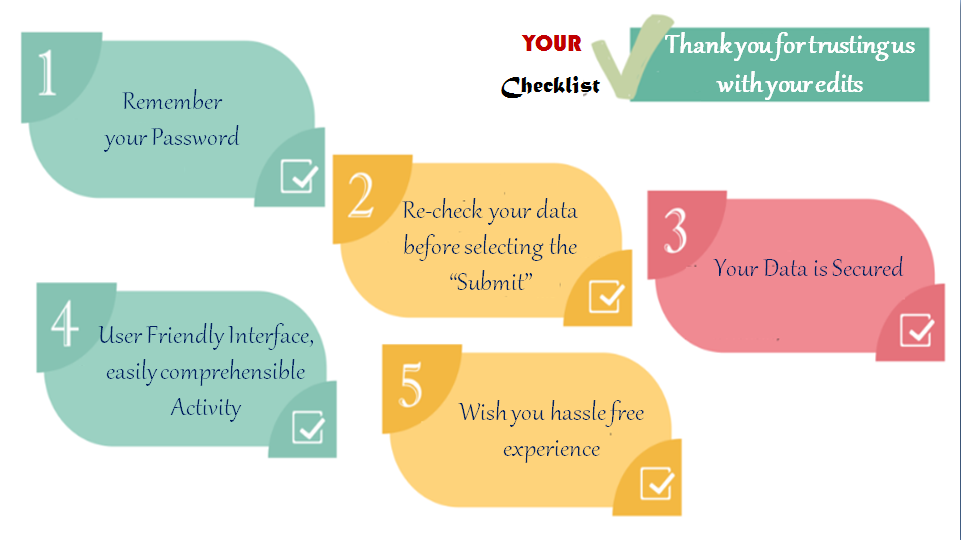 YOUR
Checklist
Thank you for trusting us
with your edits
1
Remember
your Password
2
Re-check your data
before selecting the
“Submit”
3
Your Data is Secured
4
User Friendly Interface,
easily comprehensible
Activity
5
Wish you hassle free
experience